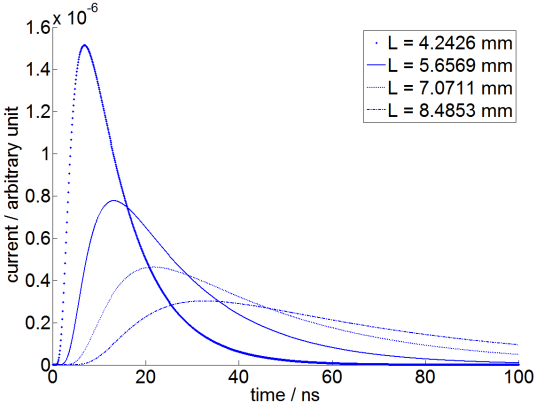 x 10^-6
1.6
1.4
1.2
1
0.8
0.6
0.4
0.2
0
0 20 40 60 80 100
current / arbitrary unit
time / ns
L = 4.2426 mm
L = 5.6569 mm
L = 7.0711 mm
L = 8.4853 mm